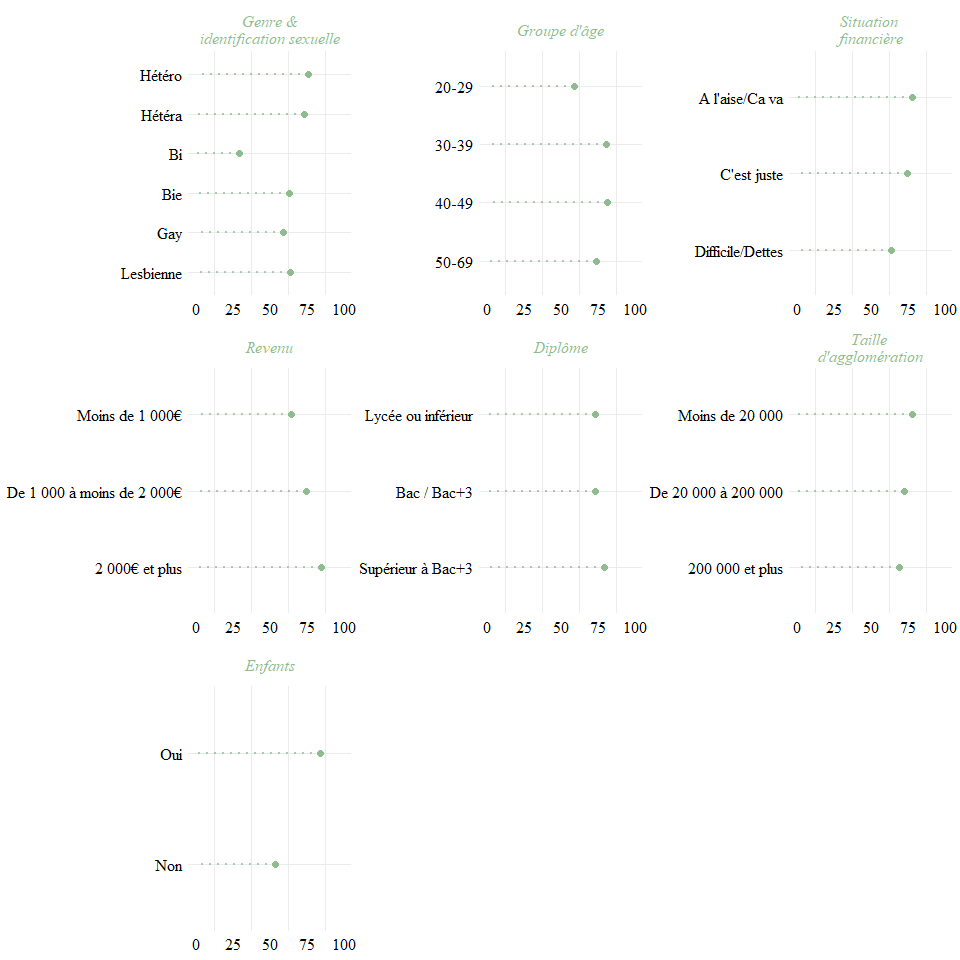 Genre &
identification sexuelle
Hétéro
Hétéra
Bi
Bie
Gay
Lesbienne
0 25 50 75 100
Groupe d'âge
20-29
30-39
40-49
50-69
0 25 50 75 100
Situation
financière
A l'aise/Ca va
C'est juste
Difficile/Dettes
0 25 50 75 100
Revenu
Moins de 1 000€
De 1 000 à moins de 2 000€
2 000€ et plus
0 25 50 75 100
Diplôme
Lycée ou inférieur
Bac / Bac+3
Supérieur à Bac+3
0 25 50 75 100
Taille
d'agglomération
Moins de 20 000
De 20 000 à 200 000
200 000 et plus
0 25 50 75 100
Enfants
Oui
Non
0 25 50 75 100